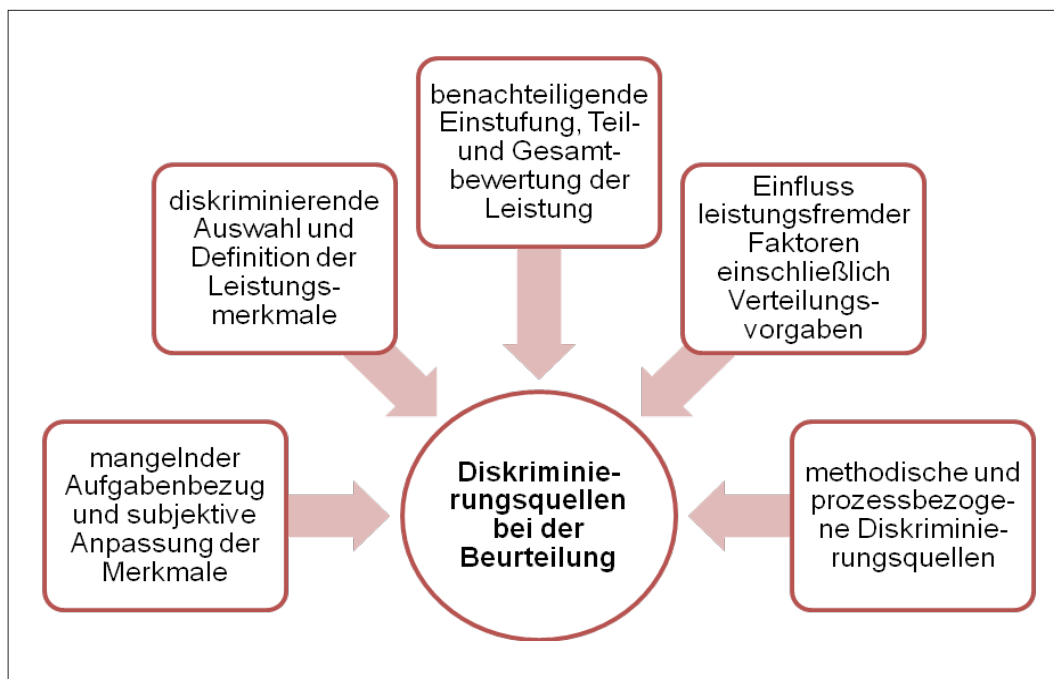 mangelnder
Aufgabenbezug
und subjektive
Anpassung der
Merkmale
diskriminierende
Auswahl und
Definition der
Leistungs-
merkmale
benachteiligende
Einstufung, Teil-
und Gesamt-
bewertung der
Leistung
Einfluss
leistungsfremder
Faktoren
einschließlich
Verteilungs-
vorgaben
methodische und
prozessbezoge-
ne Diskriminie-
rungsquellen
Diskriminie-
rungsquellen
bei der
Beurteilung